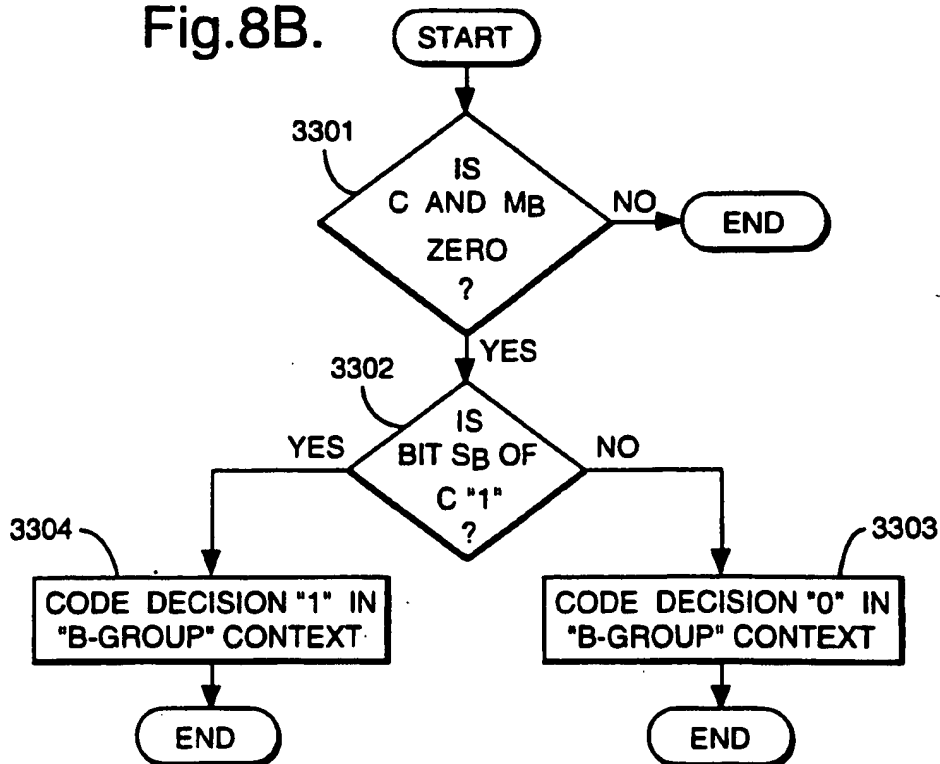 Fig.8B.
START
3301
IS
C AND MB
ZERO
?
NO
END
YES
3302
IS
BIT SB OF
C "1"
?
YES
NO
3304
3303
CODE DECISION "1" IN
"B-GROUP" CONTEXT
CODE DECISION "0" IN
"B-GROUP" CONTEXT
END
END